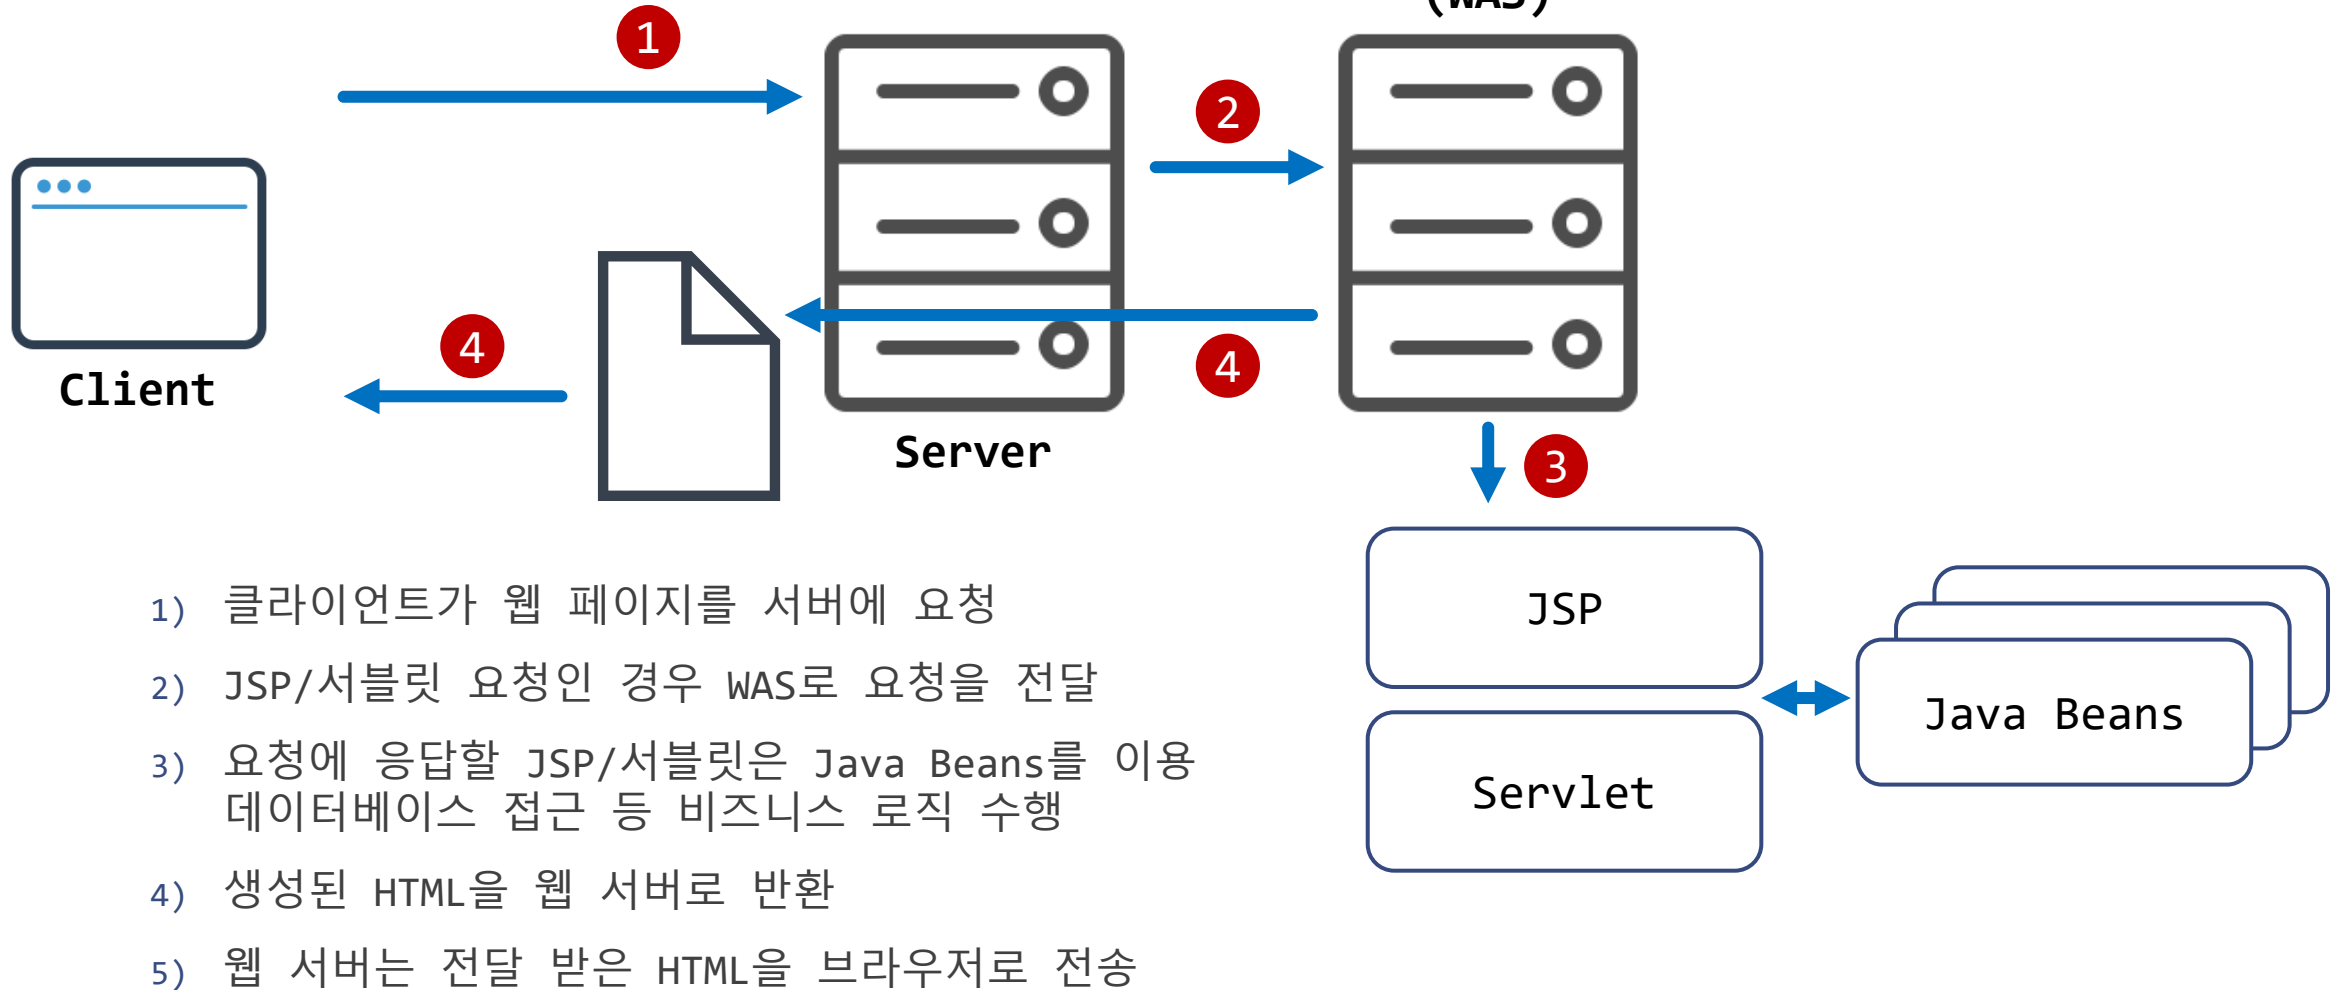 (WAS)
1
2
4
4
Client
Server
3
JSP
Java Beans
Servlet
1) 클라이언트가 웹 페이지를 서버에 요청
2) JSP/서블릿 요청인 경우 WAS로 요청을 전달
3) 요청에 응답할 JSP/서블릿은 Java Beans를 이용
데이터베이스 접근 등 비즈니스 로직 수행
4) 생성된 HTML을 웹 서버로 반환
5) 웹 서버는 전달 받은 HTML을 브라우저로 전송